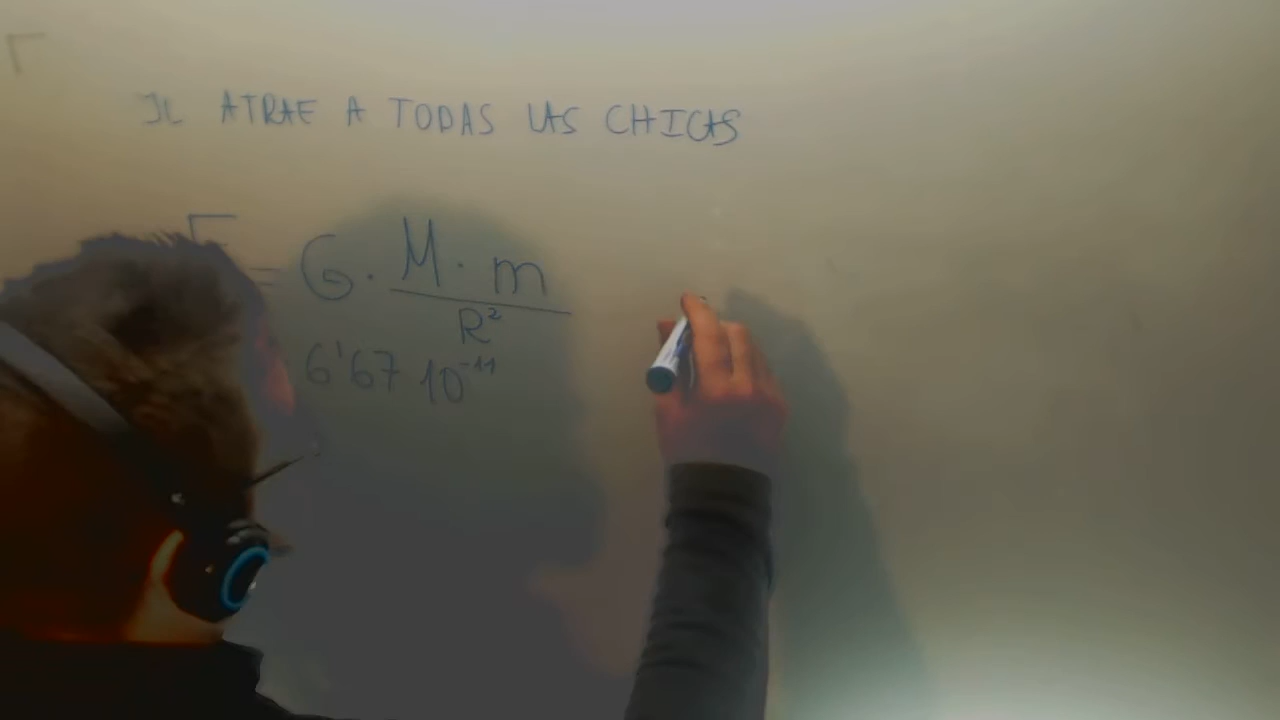 JL ATRAE A TODAS LAS CHICAS
= G · M · m
R²
6'67 10⁻¹¹